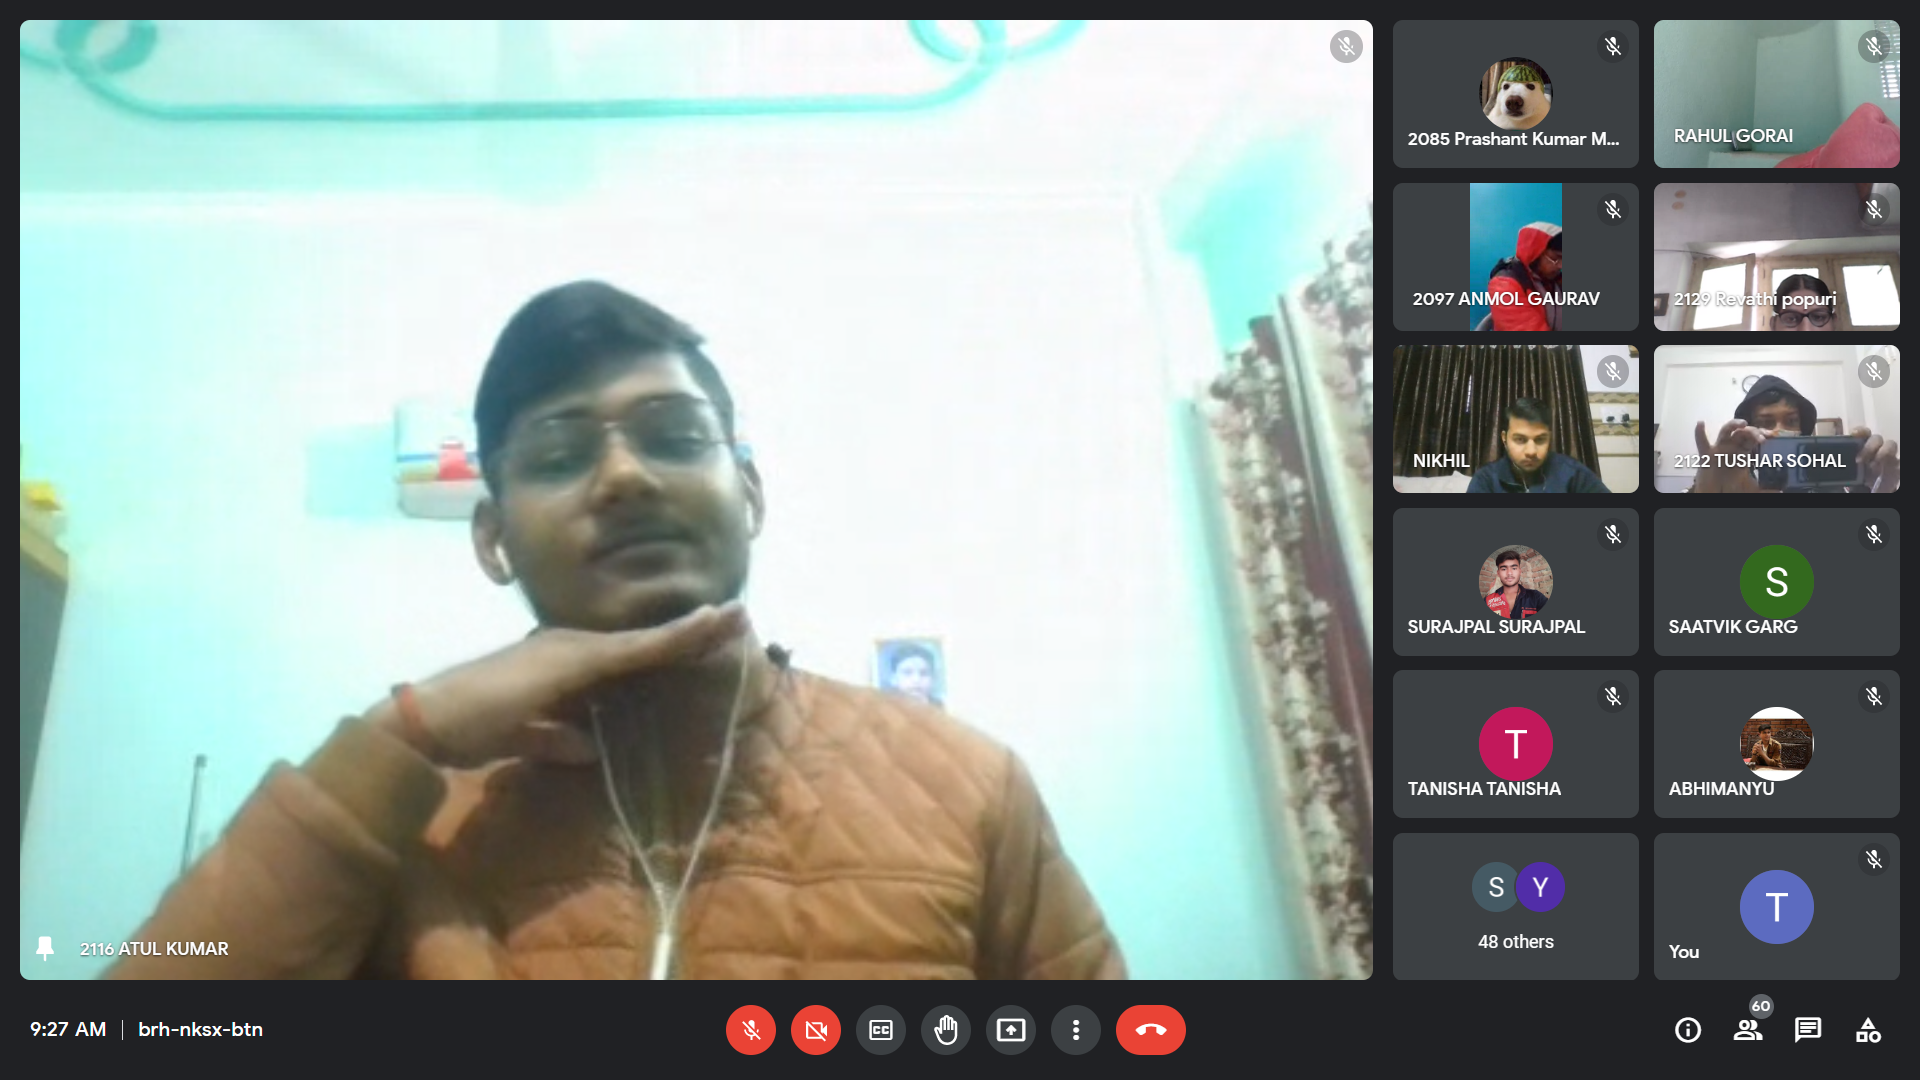 2116 ATUL KUMAR
2085 Prashant Kumar M...
RAHUL GORAI
2097 ANMOL GAURAV
2129 Revathi popuri
NIKHIL
2122 TUSHAR SOHAL
SURAJPAL SURAJPAL
S
SAATVIK GARG
T
TANISHA TANISHA
ABHIMANYU
S Y
48 others
T
You
9:27 AM | brh-nksx-btn
CC
60